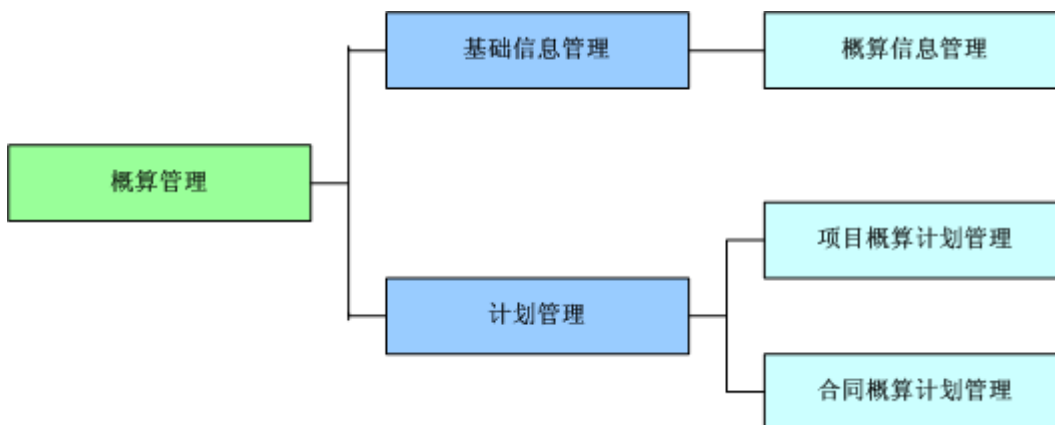 基础信息管理
概算信息管理
概算管理
项目概算计划管理
计划管理
合同概算计划管理